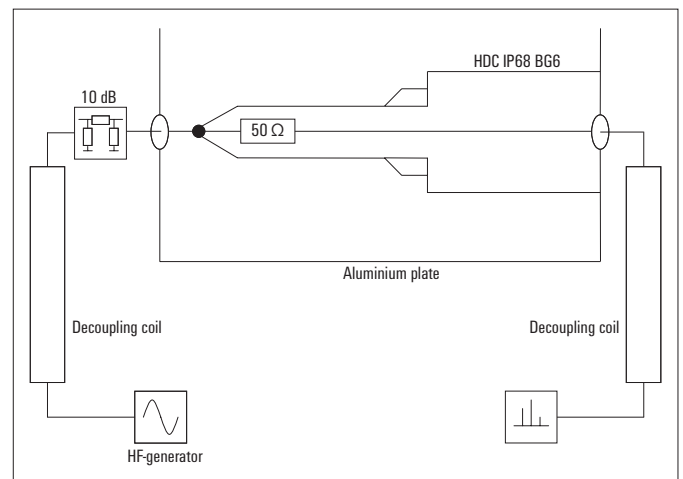 HDC IP68 BG6
10 dB
50 Ω
Aluminium plate
Decoupling coil
Decoupling coil
HF-generator